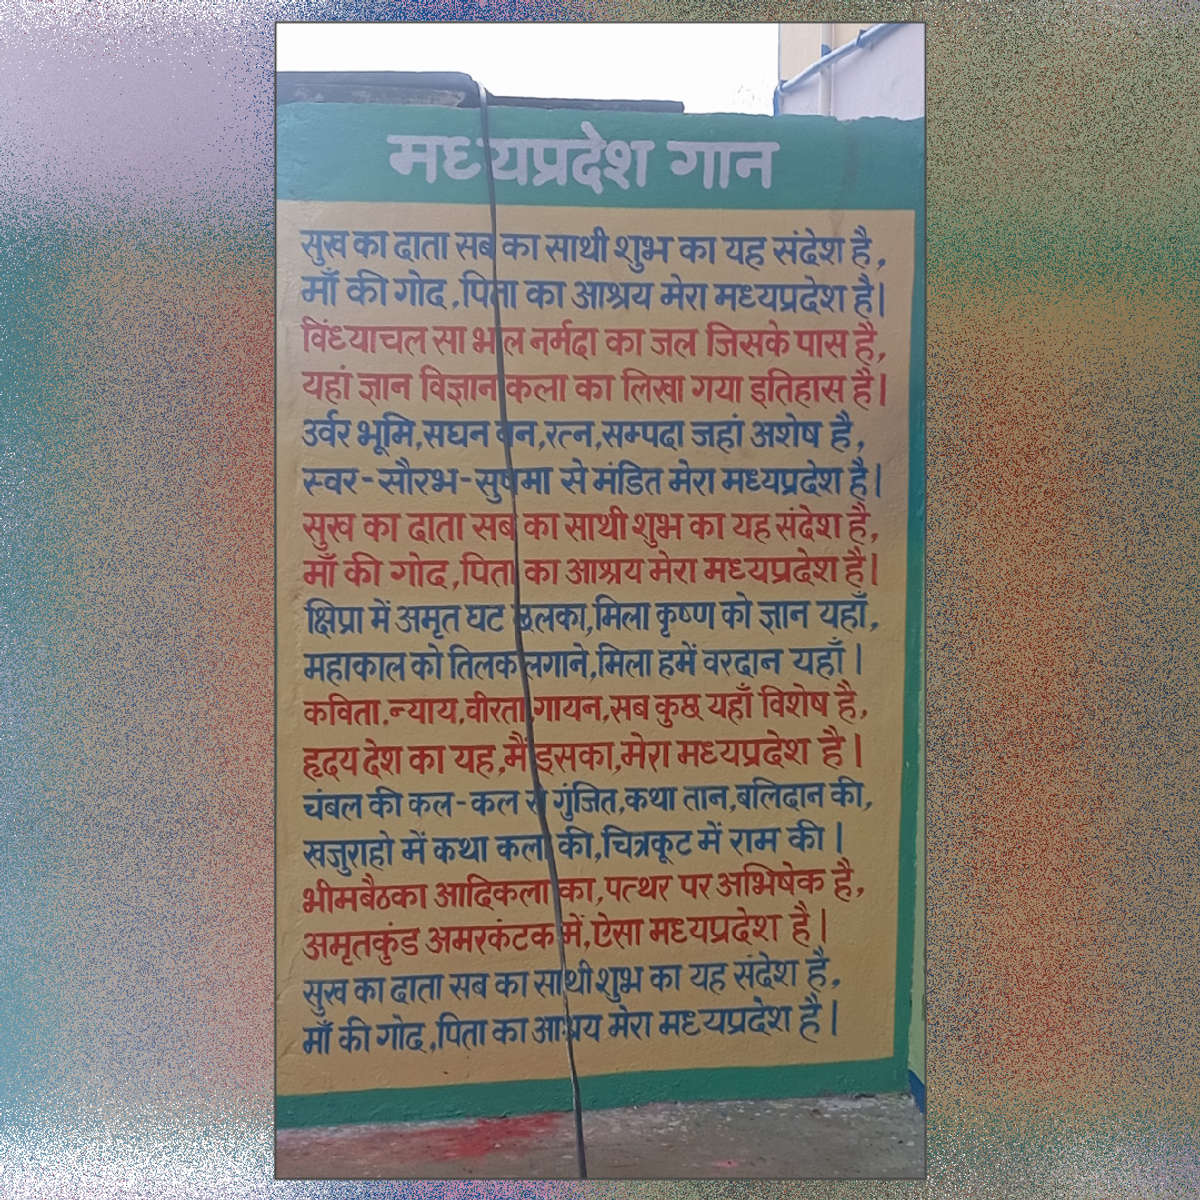 मध्यप्रदेश गान
सुख का दाता सब का साथी शुभ का यह संदेश है,
माँ की गोद,पिता का आश्रय मेरा मध्यप्रदेश है।
विंध्याचल सा भाल नर्मदा का जल जिसके पास है,
यहां ज्ञान विज्ञान कला का लिखा गया इतिहास है।
उर्वर भूमि,सघन वन,रत्न,सम्पदा जहां अशेष है,
स्वर-सौरभ-सुषमा से मंडित मेरा मध्यप्रदेश है।
सुख का दाता सब का साथी शुभ का यह संदेश है,
माँ की गोद,पिता का आश्रय मेरा मध्यप्रदेश है।
क्षिप्रा में अमृत घट छलका,मिला कृष्ण को ज्ञान यहाँ,
महाकाल को तिलक लगाने,मिला हमें वरदान यहाँ।
कविता,न्याय,वीरता गायन,सब कुछ यहाँ विशेष है,
हृदय देश का यह,मैं इसका,मेरा मध्यप्रदेश है।
चंबल की कल-कल से गुंजित,कथा तान,बलिदान की,
खजुराहो में कथा कला की,चित्रकूट में राम की।
भीमबैठका आदिकला का,पत्थर पर अभिषेक है,
अमृतकुंड अमरकंटक में,ऐसा मध्यप्रदेश है।
सुख का दाता सब का साथी शुभ का यह संदेश है,
माँ की गोद,पिता का आश्रय मेरा मध्यप्रदेश है।